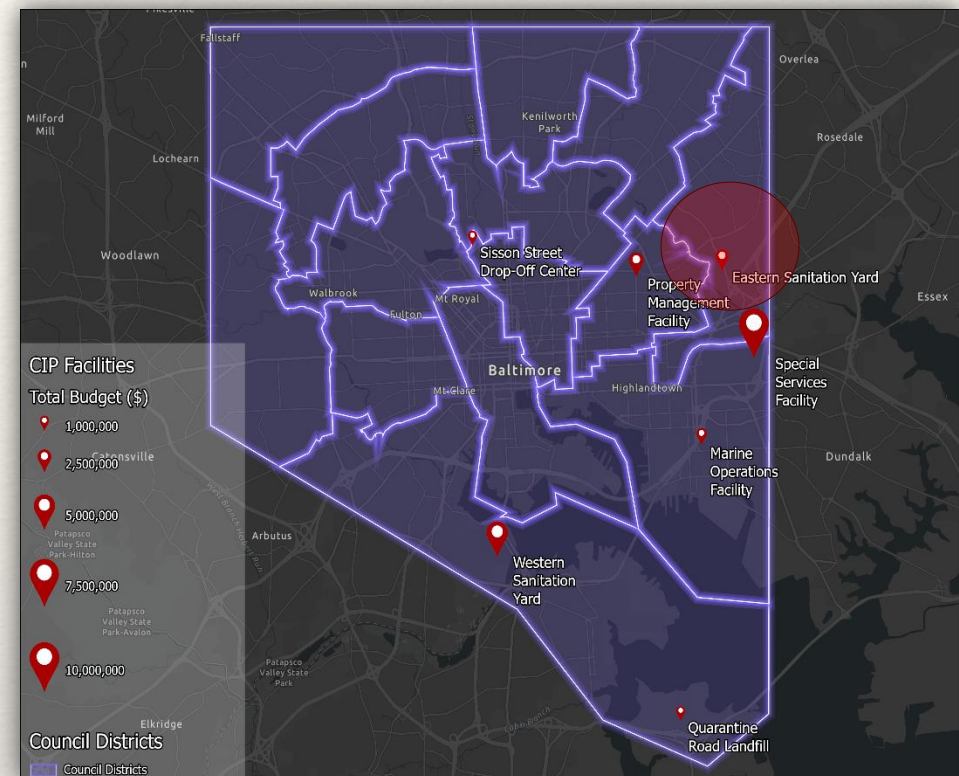 Fallstaff
Overlea
Milford
Mill
Kenilworth
Park
Rosedale
Lochearn
Woodlawn
Sisson Street
Drop-Off Center
Eastern Sanitation Yard
Property
Management
Facility
Essex
Walbrook
Mt Royal
Fulton
CIP Facilities
Total Budget ($)
1,000,000
2,500,000
5,000,000
7,500,000
10,000,000
Baltimore
Highlandtown
Mt Clare
Special
Services
Facility
Catonsville
Marine
Operations
Facility
Dundalk
Arbutus
Patapsco
Valley State
Park-Hilton
Western
Sanitation
Yard
Patapsco
Valley State
Park-Avalon
Patapsco
Valley State
Park
Elkridge
Quarantine
Road Landfill
Council Districts
Council Districts